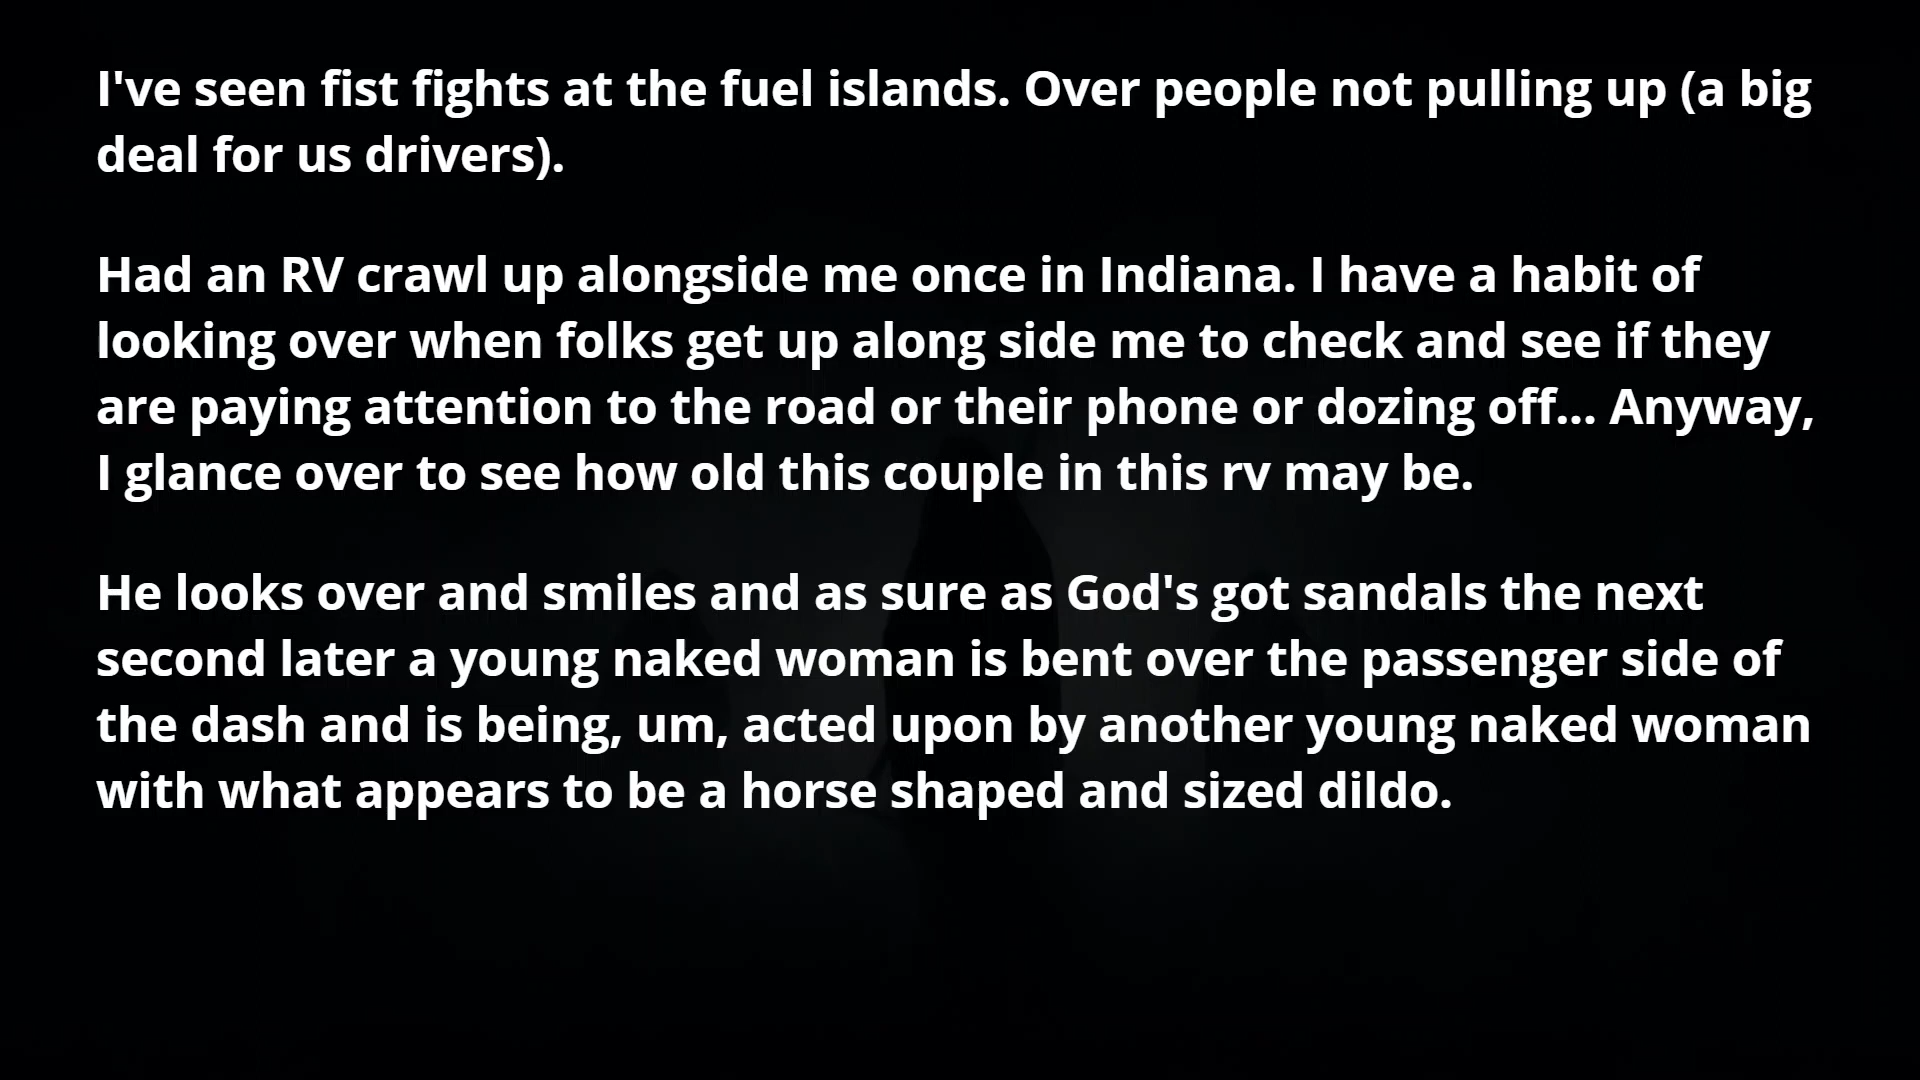 I've seen fist fights at the fuel islands. Over people not pulling up (a big
deal for us drivers).
Had an RV crawl up alongside me once in Indiana. I have a habit of
looking over when folks get up along side me to check and see if they
are paying attention to the road or their phone or dozing off... Anyway,
I glance over to see how old this couple in this rv may be.
He looks over and smiles and as sure as God's got sandals the next
second later a young naked woman is bent over the passenger side of
the dash and is being, um, acted upon by another young naked woman
with what appears to be a horse shaped and sized dildo.